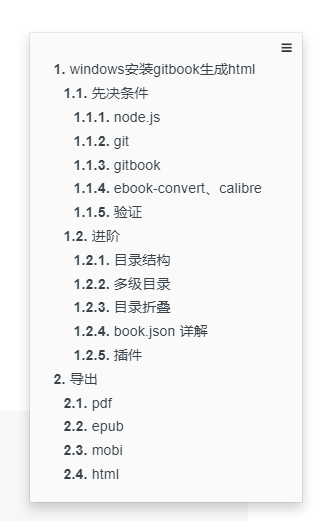 1. windows安装gitbook生成html
1.1. 先决条件
1.1.1. node.js
1.1.2. git
1.1.3. gitbook
1.1.4. ebook-convert、calibre
1.1.5. 验证
1.2. 进阶
1.2.1. 目录结构
1.2.2. 多级目录
1.2.3. 目录折叠
1.2.4. book.json 详解
1.2.5. 插件
2. 导出
2.1. pdf
2.2. epub
2.3. mobi
2.4. html